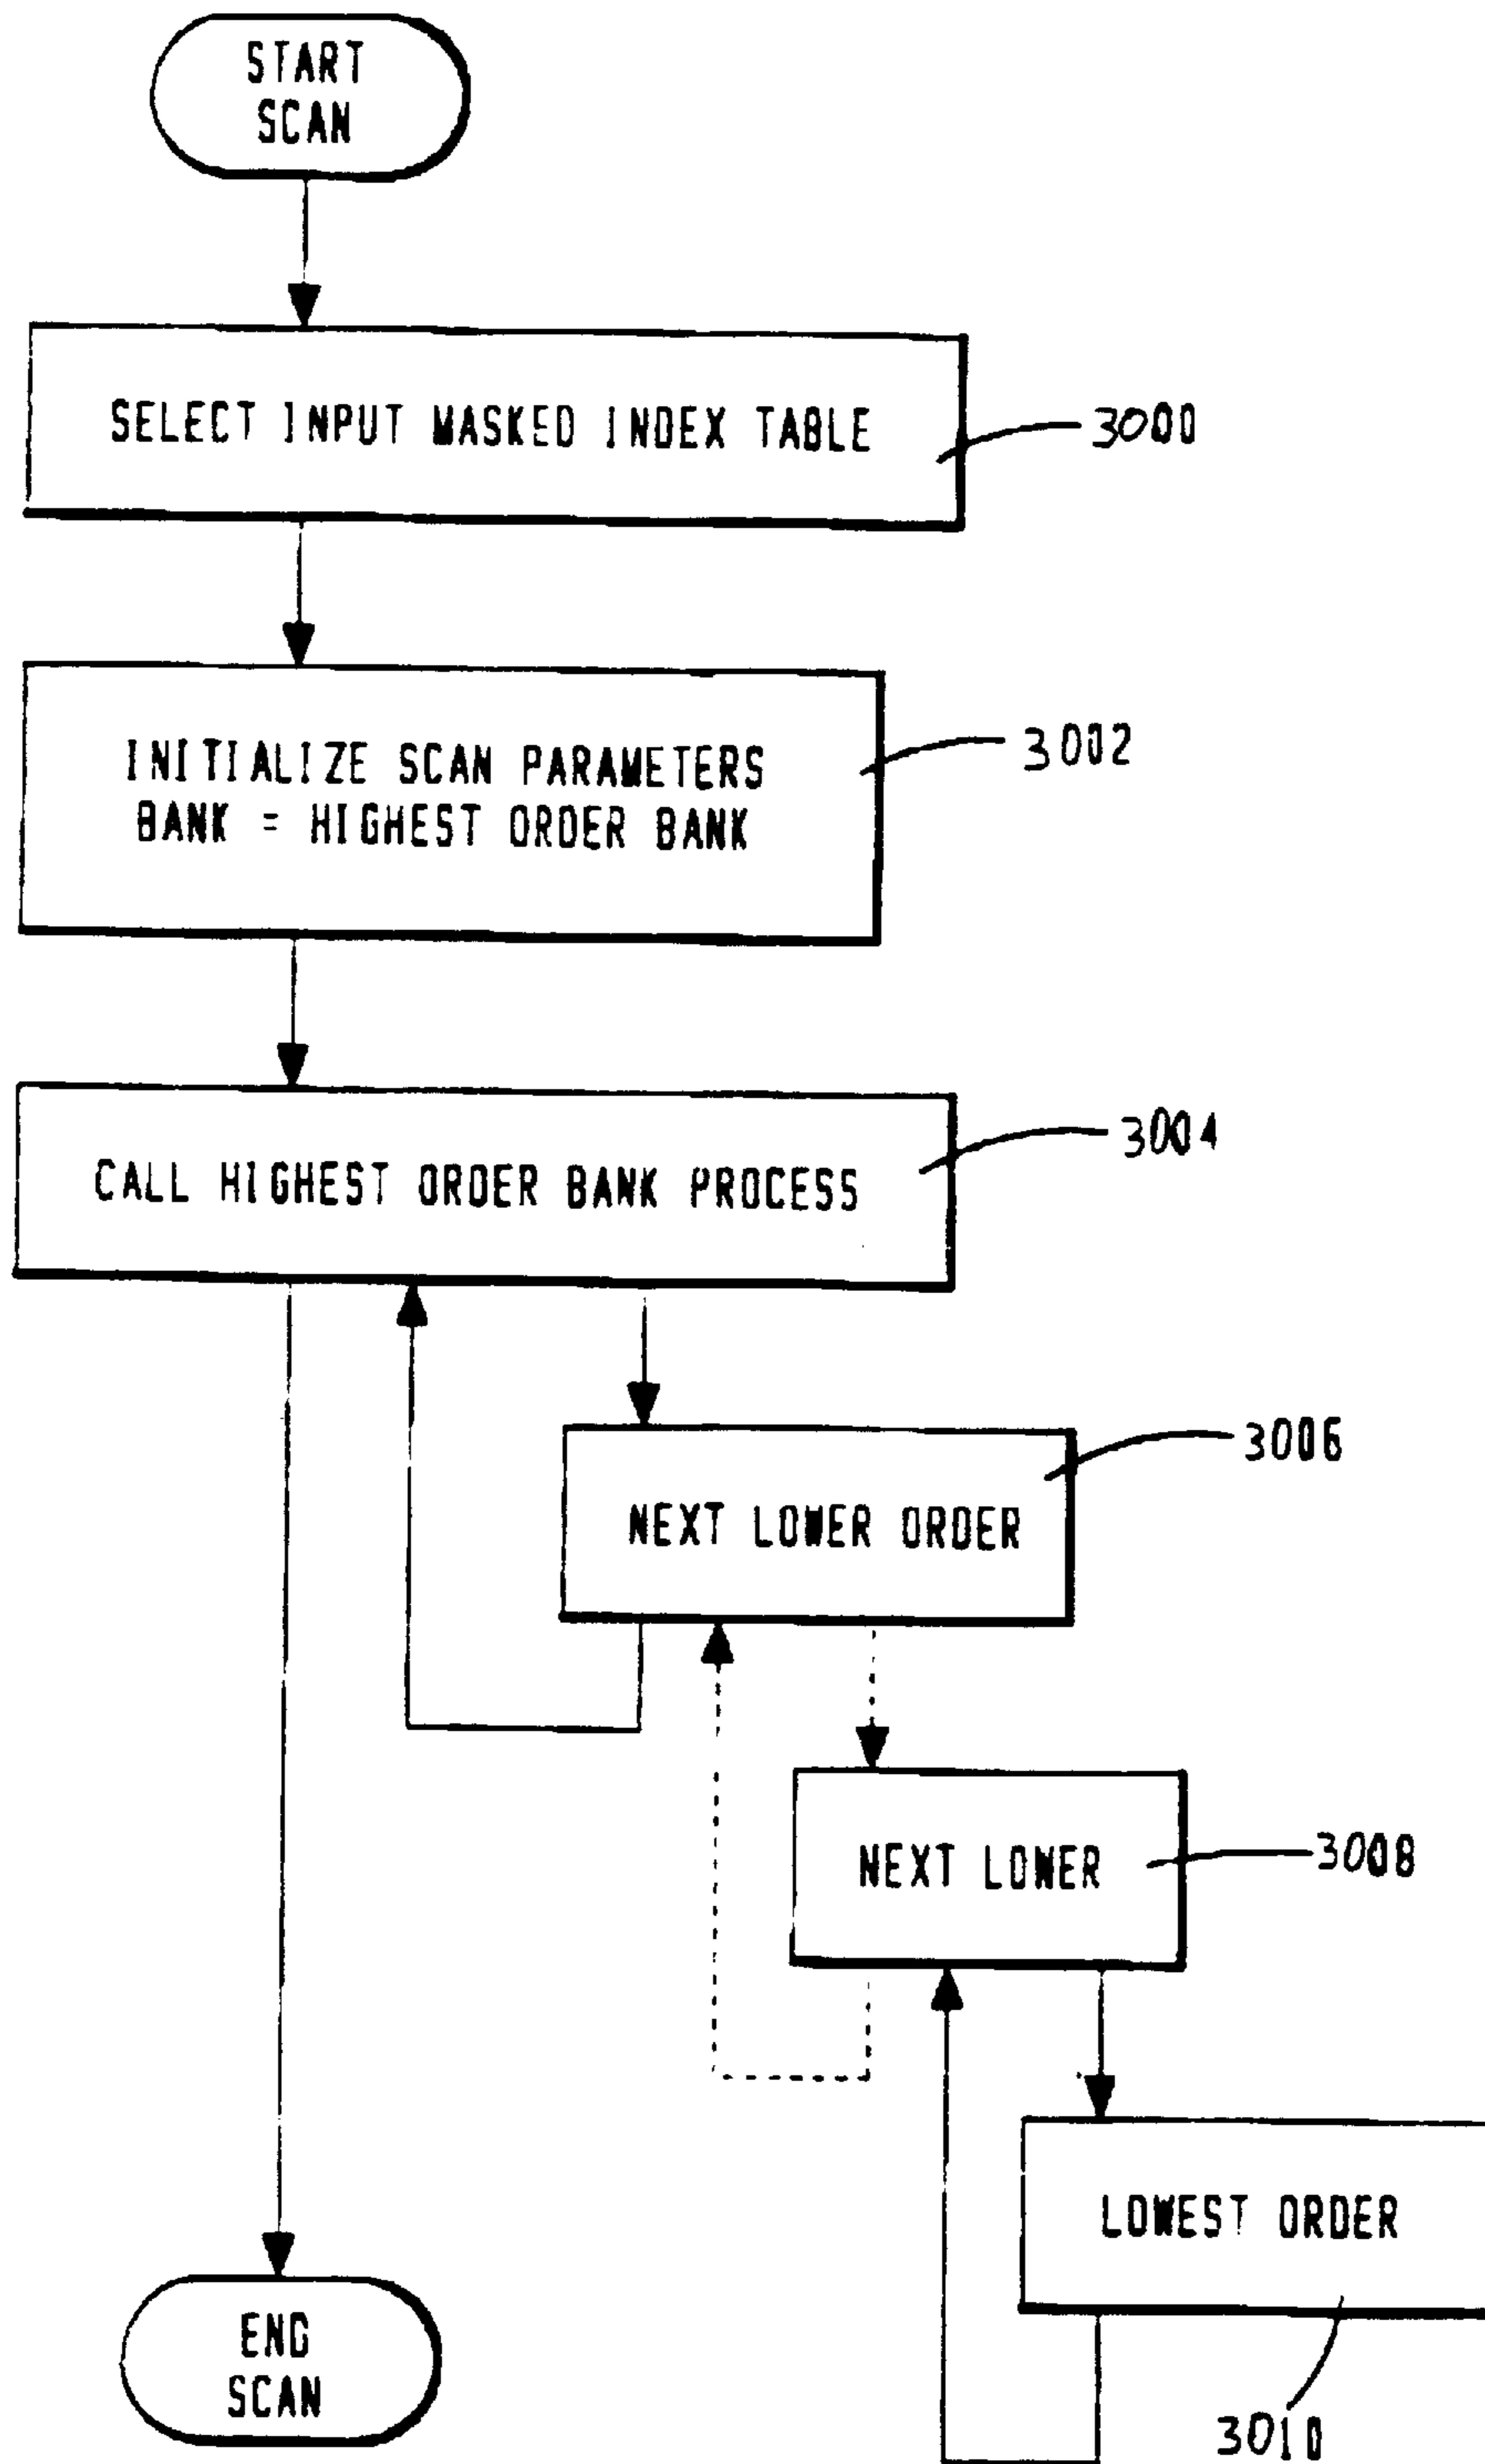 START
SCAN
SELECT INPUT MASKED INDEX TABLE
3000
INITIALIZE SCAN PARAMETERS
BANK = HIGHEST ORDER BANK
3002
CALL HIGHEST ORDER BANK PROCESS
3004
NEXT LOWER ORDER
3006
NEXT LOWER
3008
LOWEST ORDER
3010
END
SCAN